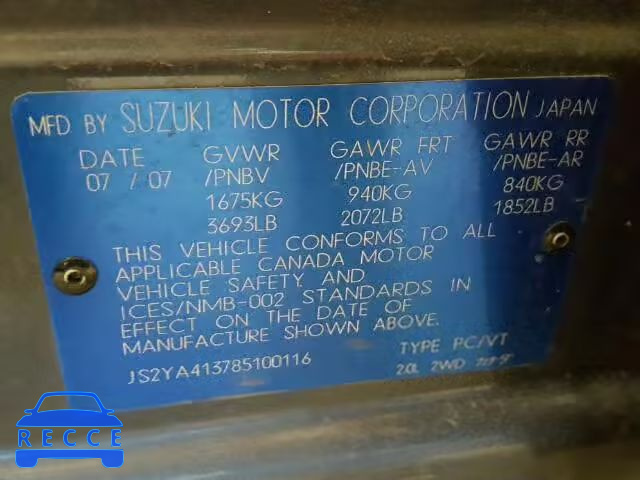 MFD BY SUZUKI MOTOR CORPORATION JAPAN
DATE GVWR GAWR FRT GAWR RR
07 / 07 /PNBV /PNBE-AV /PNBE-AR
1675KG 940KG 840KG
3693LB 2072LB 1852LB
THIS VEHICLE CONFORMS TO ALL
APPLICABLE CANADA MOTOR
VEHICLE SAFETY AND
ICES/NMB-002 STANDARDS IN
EFFECT ON THE DATE OF
MANUFACTURE SHOWN ABOVE.
JS2YA413785100116 TYPE PC/VT
2.0L 2WD
RECCE